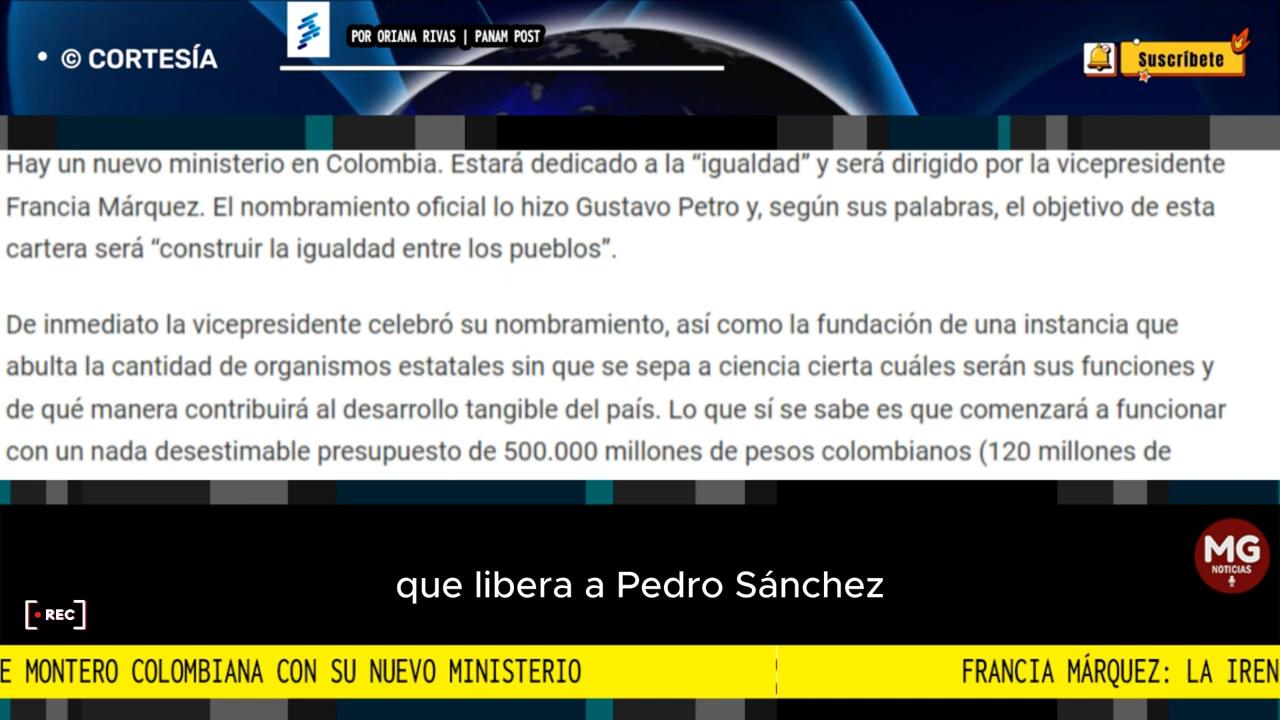 POR ORIANA RIVAS | PANAM POST
• © CORTESÍA
Suscríbete
Hay un nuevo ministerio en Colombia. Estará dedicado a la “igualdad” y será dirigido por la vicepresidente
Francia Márquez. El nombramiento oficial lo hizo Gustavo Petro y, según sus palabras, el objetivo de esta
cartera será “construir la igualdad entre los pueblos”.
De inmediato la vicepresidente celebró su nombramiento, así como la fundación de una instancia que
abulta la cantidad de organismos estatales sin que se sepa a ciencia cierta cuáles serán sus funciones y
de qué manera contribuirá al desarrollo tangible del país. Lo que sí se sabe es que comenzará a funcionar
con un nada desestimable presupuesto de 500.000 millones de pesos colombianos (120 millones de
MG
NOTICIAS
que libera a Pedro Sánchez
[• REC]
E MONTERO COLOMBIANA CON SU NUEVO MINISTERIO
FRANCIA MÁRQUEZ: LA IREN